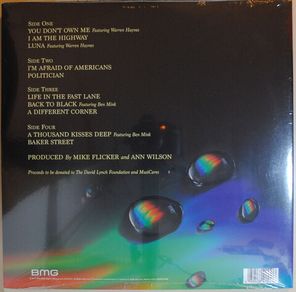 SIDE ONE
YOU DON'T OWN ME Featuring Warren Haynes
I AM THE HIGHWAY
LUNA Featuring Warren Haynes
SIDE TWO
I'M AFRAID OF AMERICANS
POLITICIAN
SIDE THREE
LIFE IN THE FAST LANE
BACK TO BLACK Featuring Ben Mink
A DIFFERENT CORNER
SIDE FOUR
A THOUSAND KISSES DEEP Featuring Ben Mink
BAKER STREET
PRODUCED By MIKE FLICKER and ANN WILSON
Proceeds to be donated to The David Lynch Foundation and MusiCares
BMG